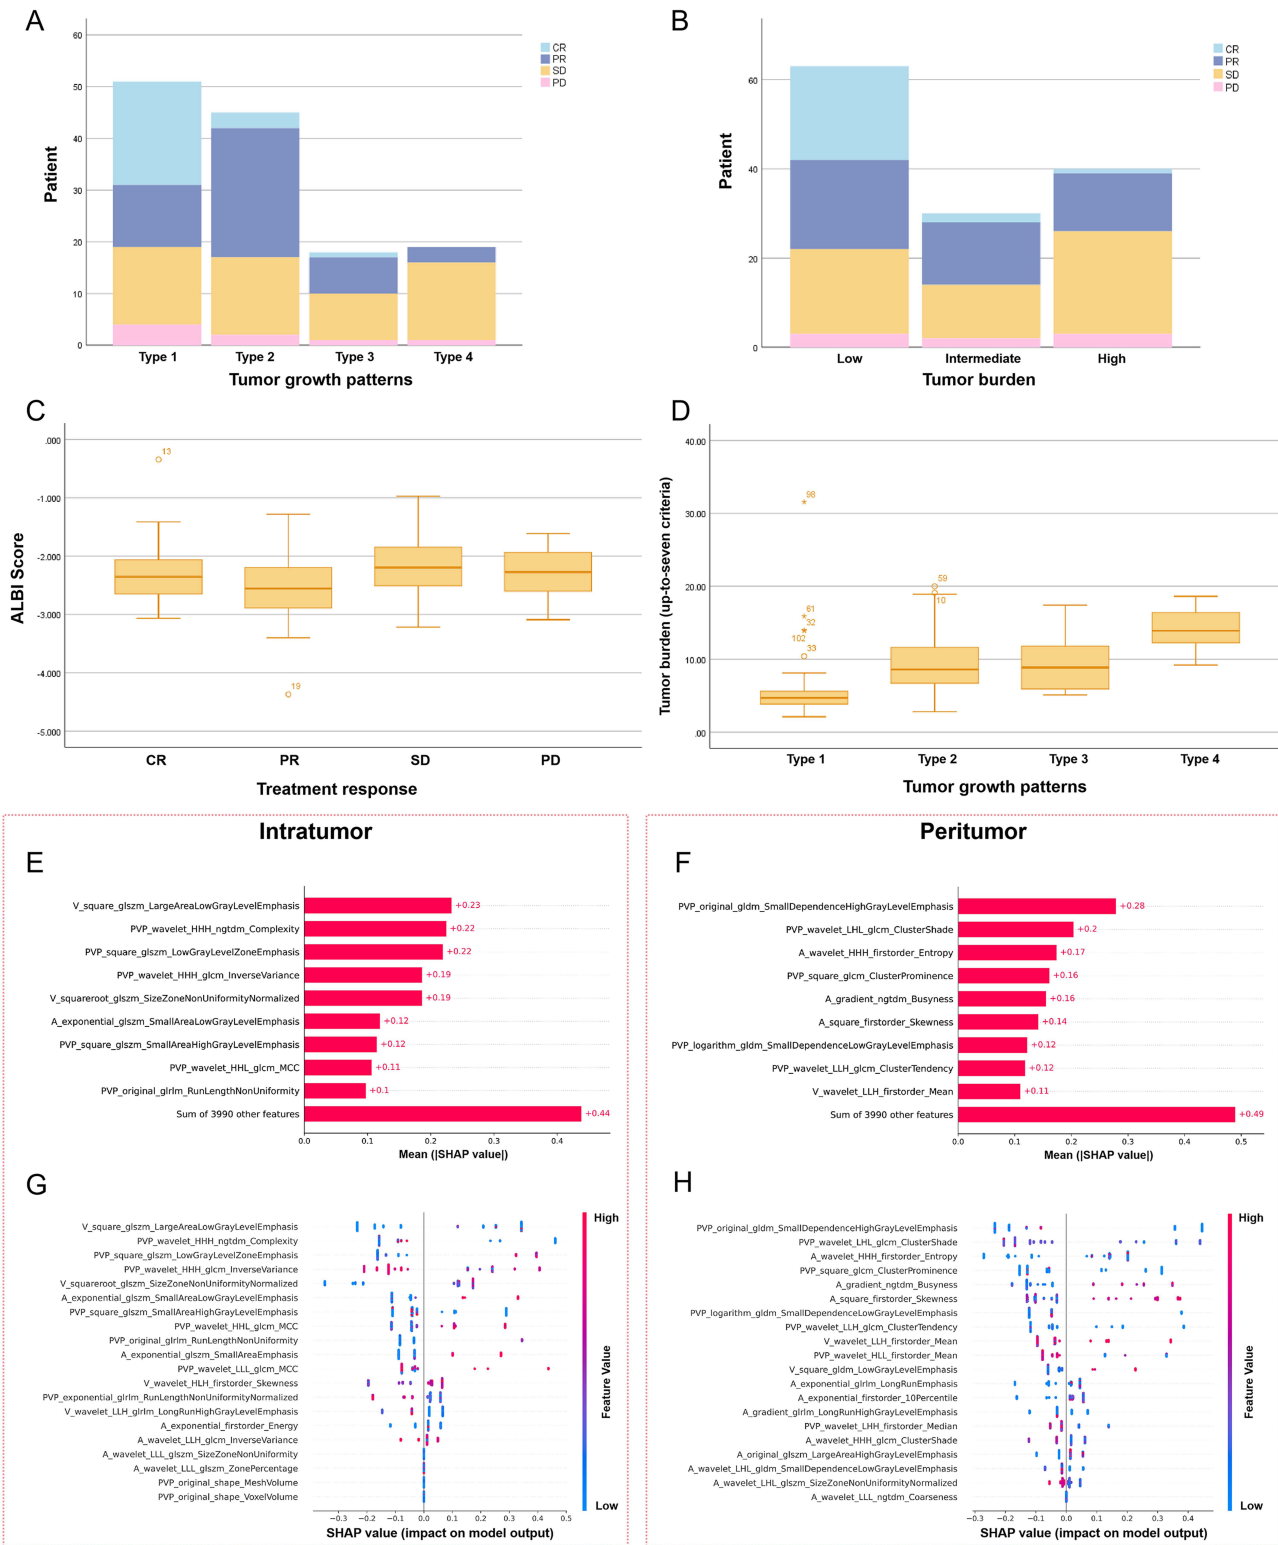 A
60
50
40
30
20
10
0
Patient
CR
PR
SD
PD
Type 1
Type 2
Type 3
Type 4
Tumor growth patterns
B
60
40
20
0
Patient
CR
PR
SD
PD
Low
Intermediate
High
Tumor burden
C
.000
-1.000
-2.000
-3.000
-4.000
-5.000
ALBI Score
13
19
CR
PR
SD
PD
Treatment response
D
40.00
30.00
20.00
10.00
.00
Tumor burden (up-to-seven criteria)
98
61
32
102
33
59
10
Type 1
Type 2
Type 3
Type 4
Tumor growth patterns
Intratumor
E
V_square_glszm_LargeAreaLowGrayLevelEmphasis +0.23
PVP_wavelet_HHH_ngtdm_Complexity +0.22
PVP_square_glszm_LowGrayLevelZoneEmphasis +0.22
PVP_wavelet_HHH_glcm_InverseVariance +0.19
V_squareroot_glszm_SizeZoneNonUniformityNormalized +0.19
A_exponential_glszm_SmallAreaLowGrayLevelEmphasis +0.12
PVP_square_glszm_SmallAreaHighGrayLevelEmphasis +0.12
PVP_wavelet_HHL_glcm_MCC +0.11
PVP_original_glrlm_RunLengthNonUniformity +0.1
Sum of 3990 other features +0.44
0.0 0.1 0.2 0.3 0.4
Mean (|SHAP value|)
Peritumor
F
PVP_original_gldm_SmallDependenceHighGrayLevelEmphasis +0.28
PVP_wavelet_LHL_glcm_ClusterShade +0.2
A_wavelet_HHH_firstorder_Entropy +0.17
PVP_square_glcm_ClusterProminence +0.16
A_gradient_ngtdm_Busyness +0.16
A_square_firstorder_Skewness +0.14
PVP_logarithm_gldm_SmallDependenceLowGrayLevelEmphasis +0.12
PVP_wavelet_LLH_glcm_ClusterTendency +0.12
V_wavelet_LLH_firstorder_Mean +0.11
Sum of 3990 other features +0.49
0.0 0.1 0.2 0.3 0.4 0.5
Mean (|SHAP value|)
G
V_square_glszm_LargeAreaLowGrayLevelEmphasis
PVP_wavelet_HHH_ngtdm_Complexity
PVP_square_glszm_LowGrayLevelZoneEmphasis
PVP_wavelet_HHH_glcm_InverseVariance
V_squareroot_glszm_SizeZoneNonUniformityNormalized
A_exponential_glszm_SmallAreaLowGrayLevelEmphasis
PVP_square_glszm_SmallAreaHighGrayLevelEmphasis
PVP_wavelet_HHL_glcm_MCC
PVP_original_glrlm_RunLengthNonUniformity
A_exponential_glszm_SmallAreaEmphasis
PVP_wavelet_LLL_glcm_MCC
V_wavelet_HLH_firstorder_Skewness
PVP_exponential_glrlm_RunLengthNonUniformityNormalized
V_wavelet_LLH_glrlm_LongRunHighGrayLevelEmphasis
A_exponential_firstorder_Energy
A_wavelet_LLH_glcm_InverseVariance
A_wavelet_LLL_glszm_SizeZoneNonUniformity
A_wavelet_LLL_glszm_ZonePercentage
PVP_original_shape_MeshVolume
PVP_original_shape_VoxelVolume
−0.3 −0.2 −0.1 0.0 0.1 0.2 0.3 0.4 0.5
SHAP value (impact on model output)
High
Feature Value
Low
H
PVP_original_gldm_SmallDependenceHighGrayLevelEmphasis
PVP_wavelet_LHL_glcm_ClusterShade
A_wavelet_HHH_firstorder_Entropy
PVP_square_glcm_ClusterProminence
A_gradient_ngtdm_Busyness
A_square_firstorder_Skewness
PVP_logarithm_gldm_SmallDependenceLowGrayLevelEmphasis
PVP_wavelet_LLH_glcm_ClusterTendency
V_wavelet_LLH_firstorder_Mean
PVP_wavelet_HLL_firstorder_Mean
V_square_gldm_LowGrayLevelEmphasis
A_exponential_glrlm_LongRunEmphasis
A_exponential_firstorder_10Percentile
A_gradient_glrlm_LongRunHighGrayLevelEmphasis
PVP_wavelet_LHH_firstorder_Median
A_wavelet_HHH_glcm_ClusterShade
A_original_glszm_LargeAreaHighGrayLevelEmphasis
A_wavelet_LHL_gldm_SmallDependenceLowGrayLevelEmphasis
A_wavelet_LHL_glszm_SizeZoneNonUniformityNormalized
A_wavelet_LLL_ngtdm_Coarseness
−0.3 −0.2 −0.1 0.0 0.1 0.2 0.3 0.4
SHAP value (impact on model output)
High
Feature Value
Low